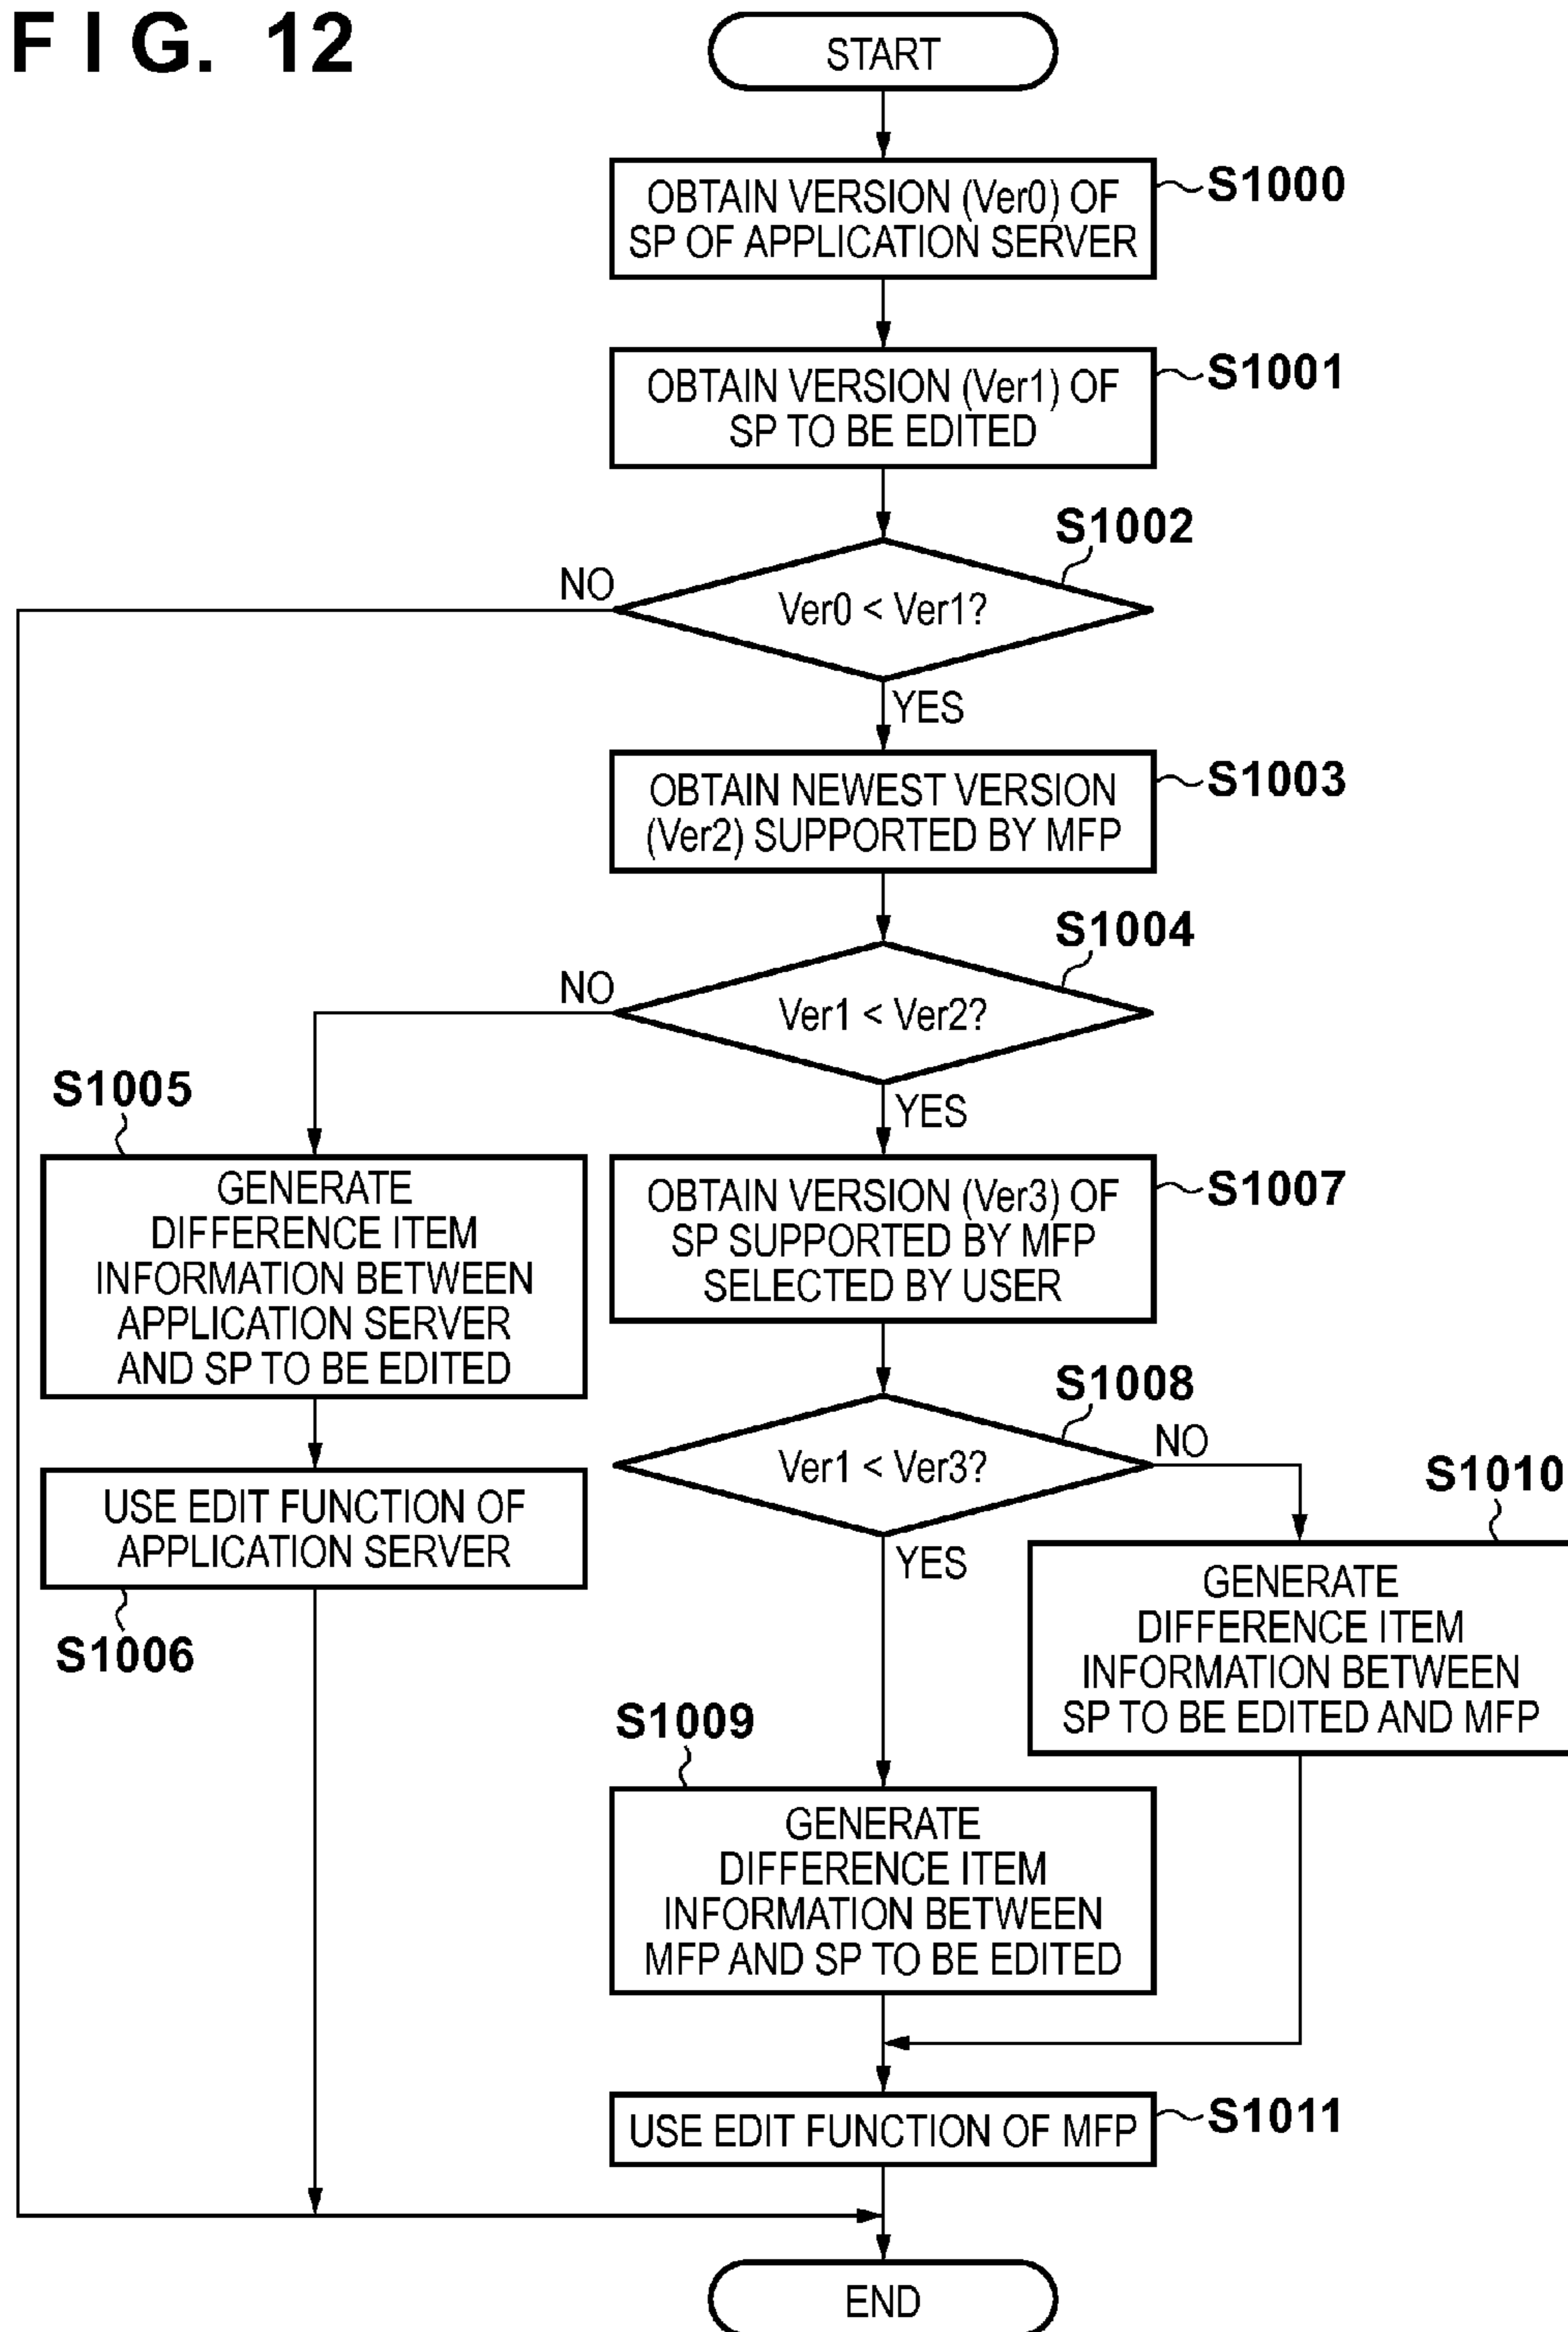 FIG. 12
START
OBTAIN VERSION (Ver0) OF
SP OF APPLICATION SERVER
S1000
OBTAIN VERSION (Ver1) OF
SP TO BE EDITED
S1001
S1002
NO
Ver0 < Ver1?
YES
OBTAIN NEWEST VERSION
(Ver2) SUPPORTED BY MFP
S1003
S1004
NO
Ver1 < Ver2?
YES
S1005
GENERATE
DIFFERENCE ITEM
INFORMATION BETWEEN
APPLICATION SERVER
AND SP TO BE EDITED
OBTAIN VERSION (Ver3) OF
SP SUPPORTED BY MFP
SELECTED BY USER
S1007
S1008
NO
Ver1 < Ver3?
YES
USE EDIT FUNCTION OF
APPLICATION SERVER
S1006
S1010
GENERATE
DIFFERENCE ITEM
INFORMATION BETWEEN
SP TO BE EDITED AND MFP
S1009
GENERATE
DIFFERENCE ITEM
INFORMATION BETWEEN
MFP AND SP TO BE EDITED
USE EDIT FUNCTION OF MFP
S1011
END